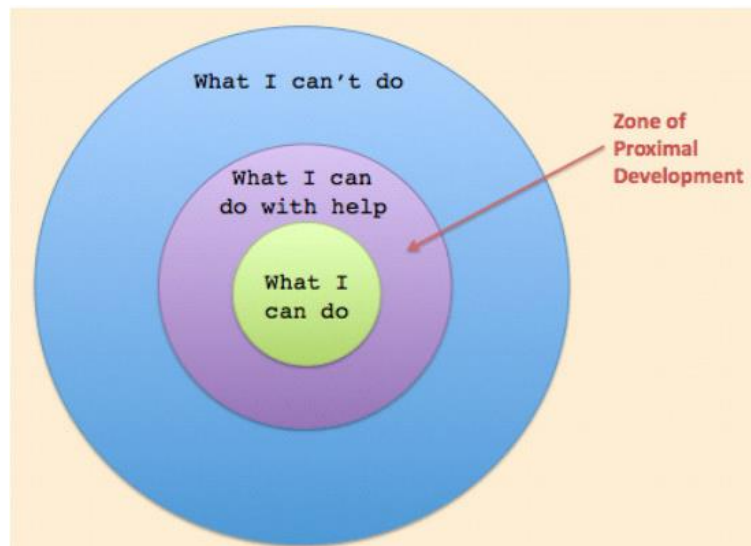 What I can't do
Zone of
Proximal
Development
What I can
do with help
What I
can do